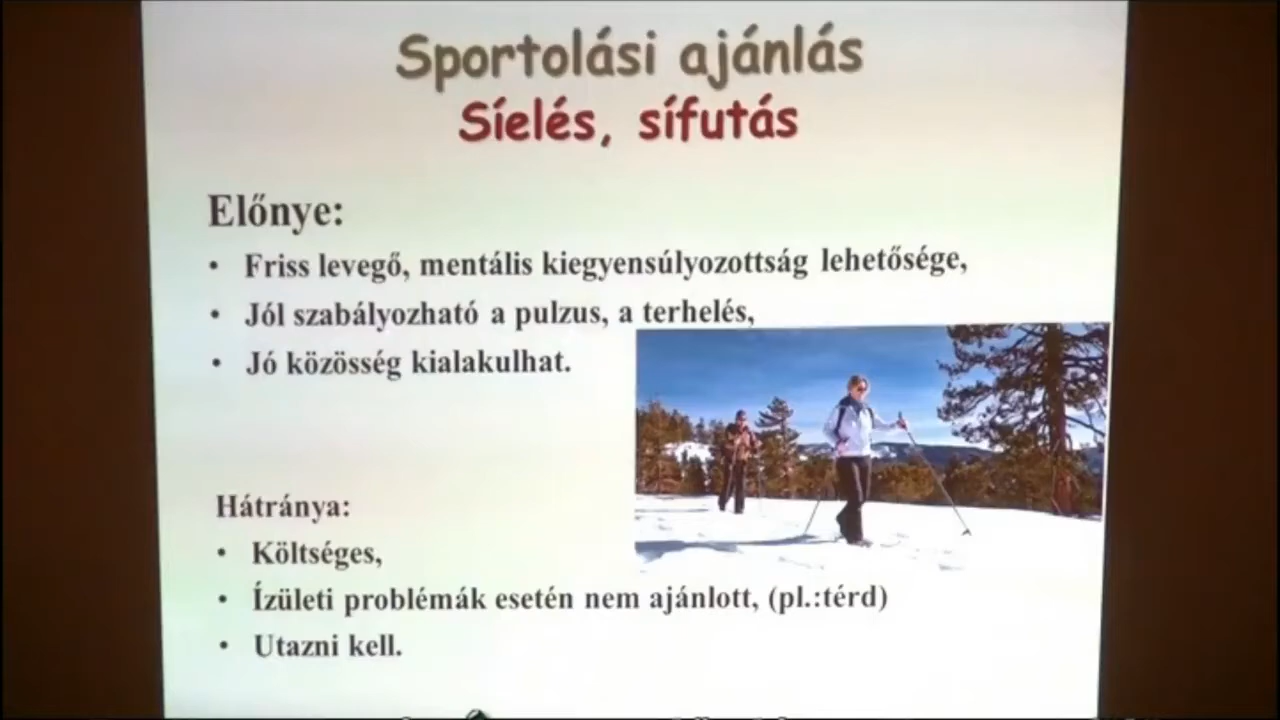 Sportolási ajánlás
Síelés, sífutás
Előnye:
• Friss levegő, mentális kiegyensúlyozottság lehetősége,
• Jól szabályozható a pulzus, a terhelés,
• Jó közösség kialakulhat.
Hátránya:
• Költséges,
• Ízületi problémák esetén nem ajánlott, (pl.:térd)
• Utazni kell.